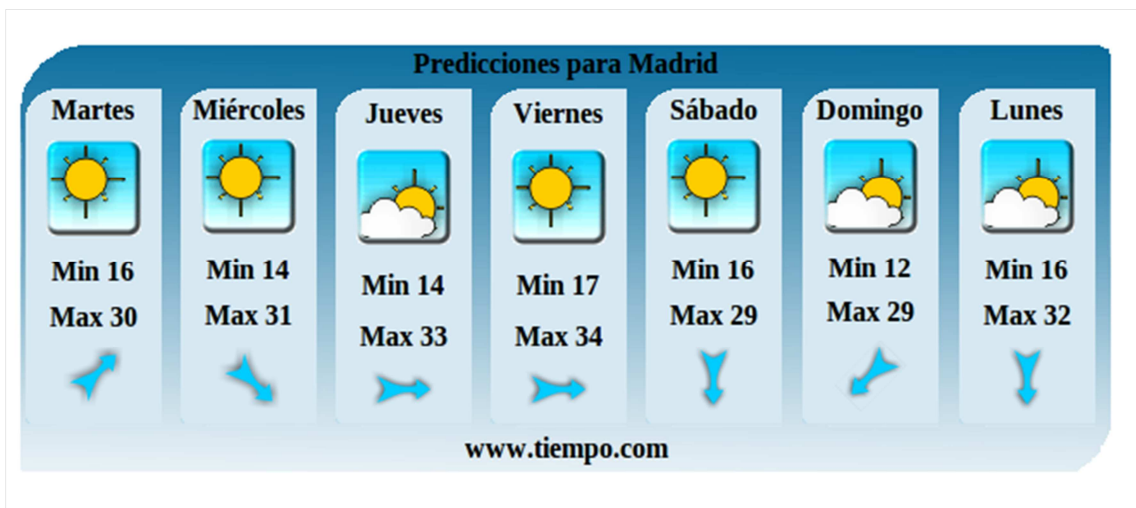 Predicciones para Madrid
Martes
Min 16
Max 30
Miércoles
Min 14
Max 31
Jueves
Min 14
Max 33
Viernes
Min 17
Max 34
Sábado
Min 16
Max 29
Domingo
Min 12
Max 29
Lunes
Min 16
Max 32
www.tiempo.com